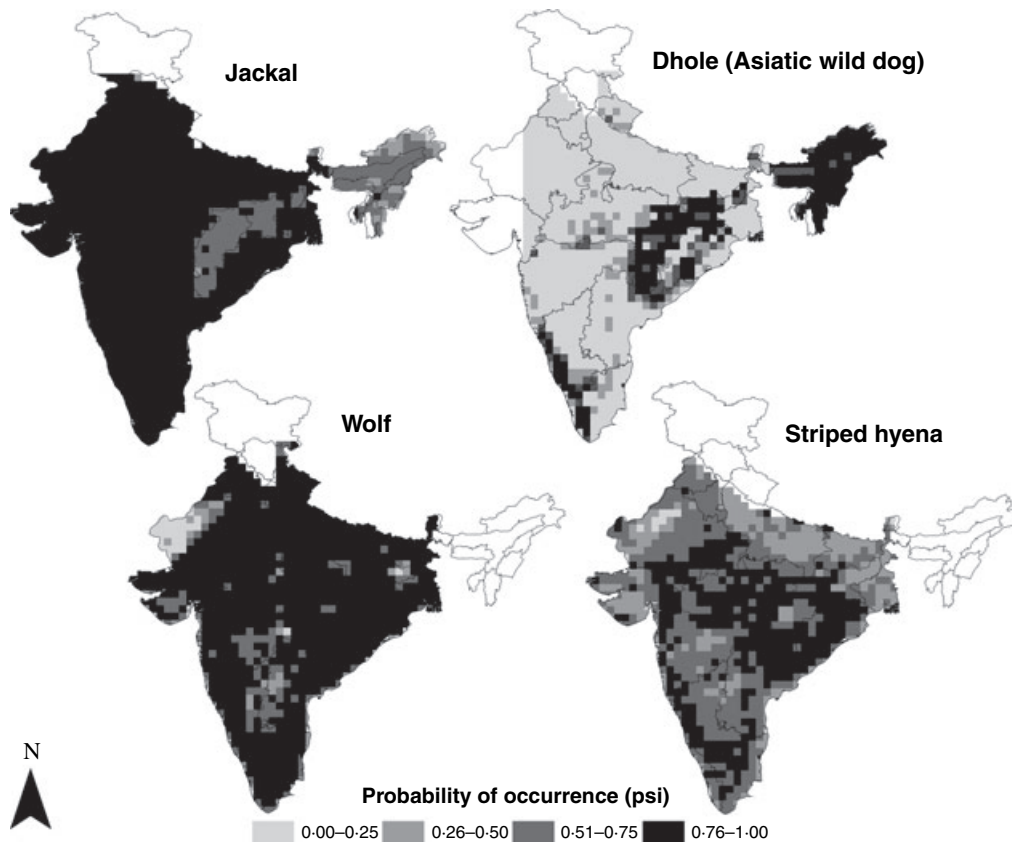 Jackal
Dhole (Asiatic wild dog)
Wolf
Striped hyena
N
Probability of occurrence (psi)
0·00–0·25 0·26–0·50 0·51–0·75 0·76–1·00